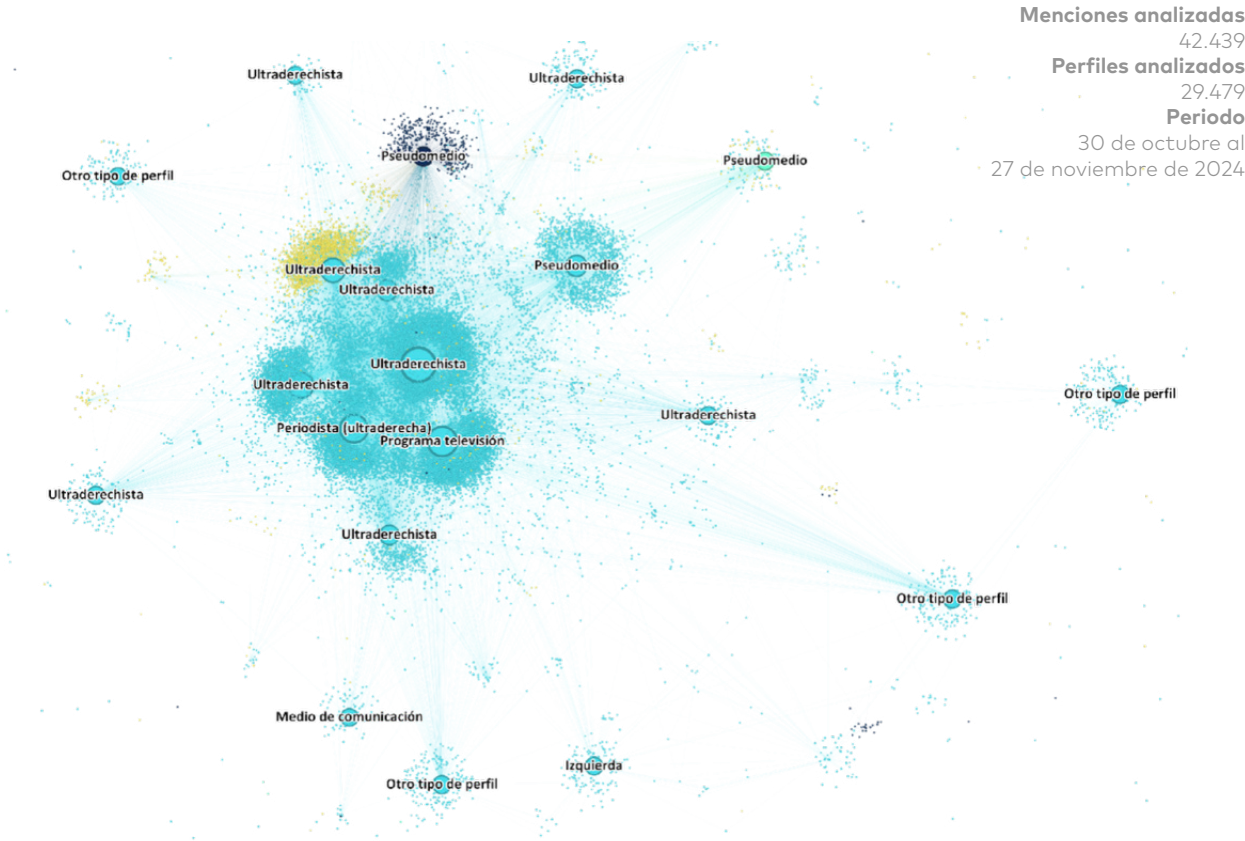 Menciones analizadas
42.439
Perfiles analizados
29.479
Periodo
30 de octubre al
27 de noviembre de 2024
Ultraderechista
Ultraderechista
Pseudomedio
Pseudomedio
Otro tipo de perfil
Ultraderechista
Pseudomedio
Ultraderechista
Ultraderechista
Ultraderechista
Otro tipo de perfil
Ultraderechista
Periodista (ultraderecha)
Programa televisión
Ultraderechista
Ultraderechista
Otro tipo de perfil
Medio de comunicación
Izquierda
Otro tipo de perfil